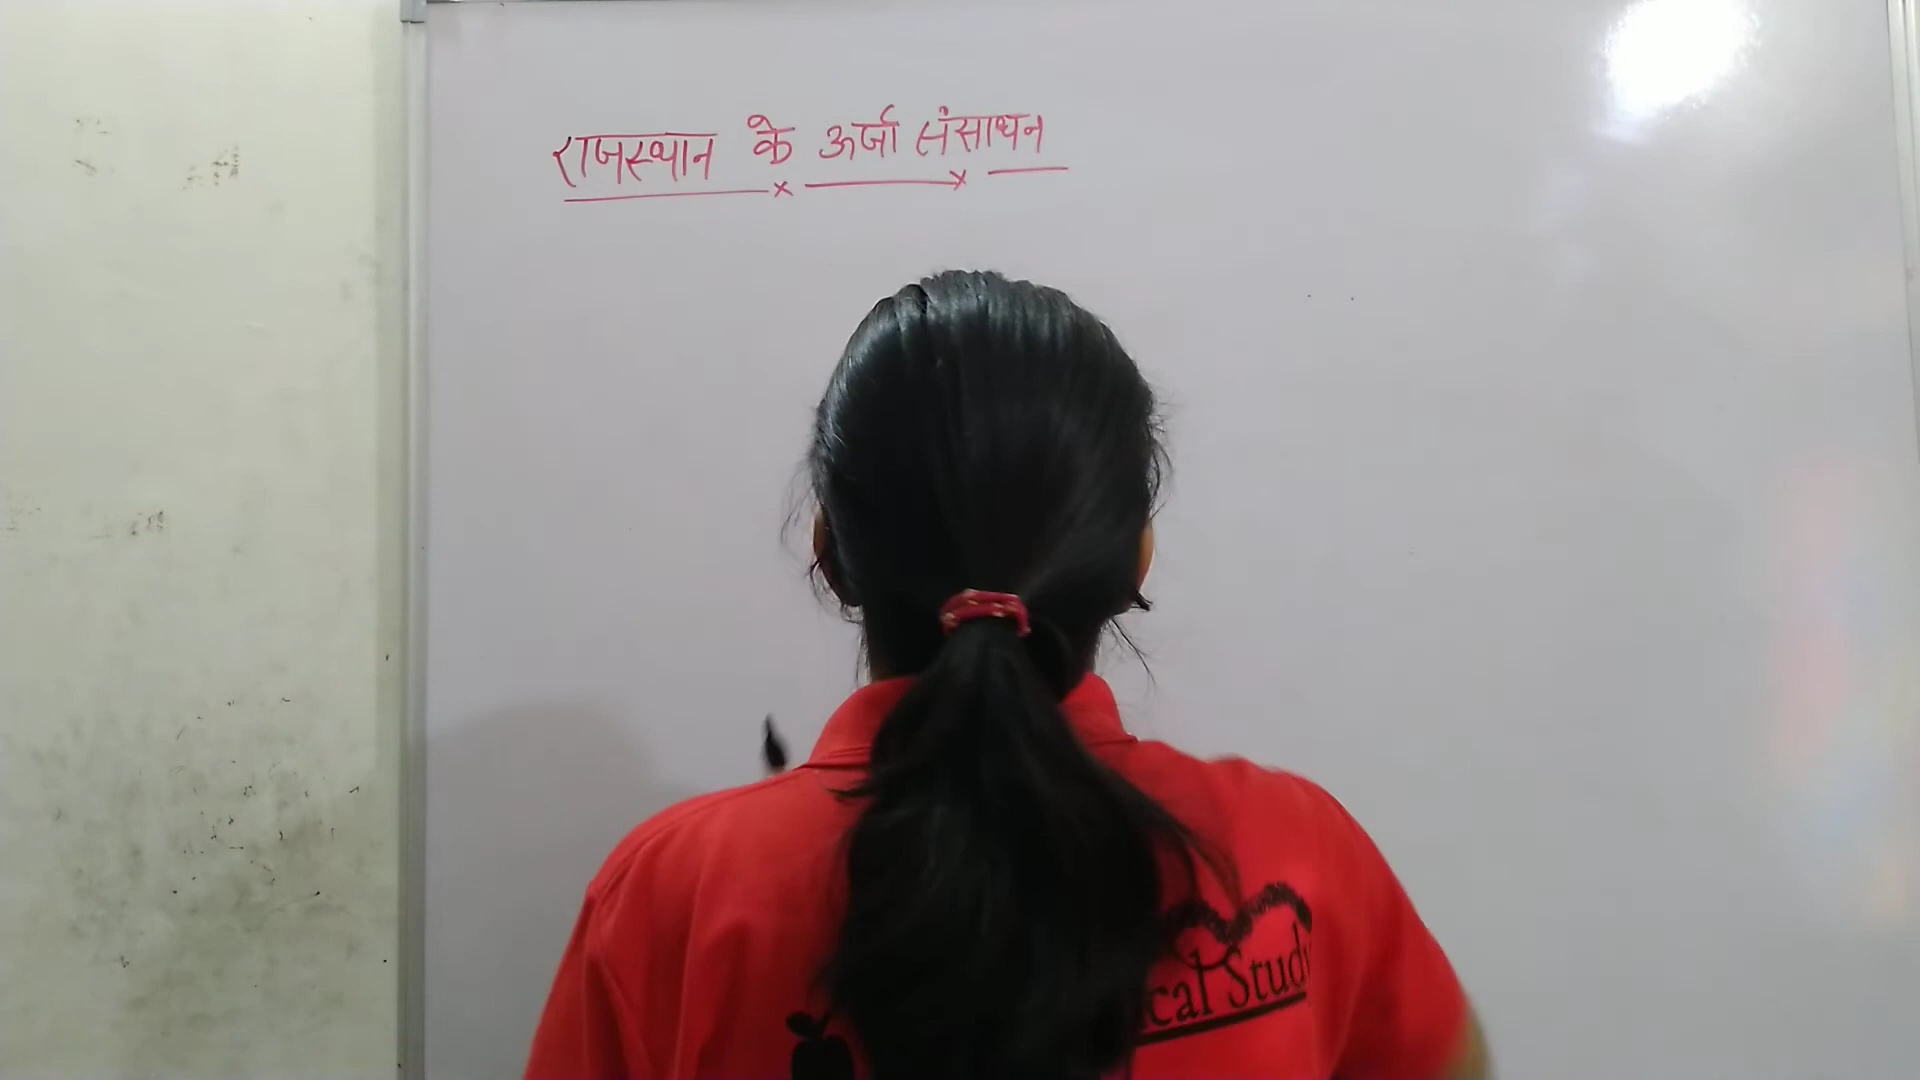 राजस्थान के ऊर्जा संसाधन